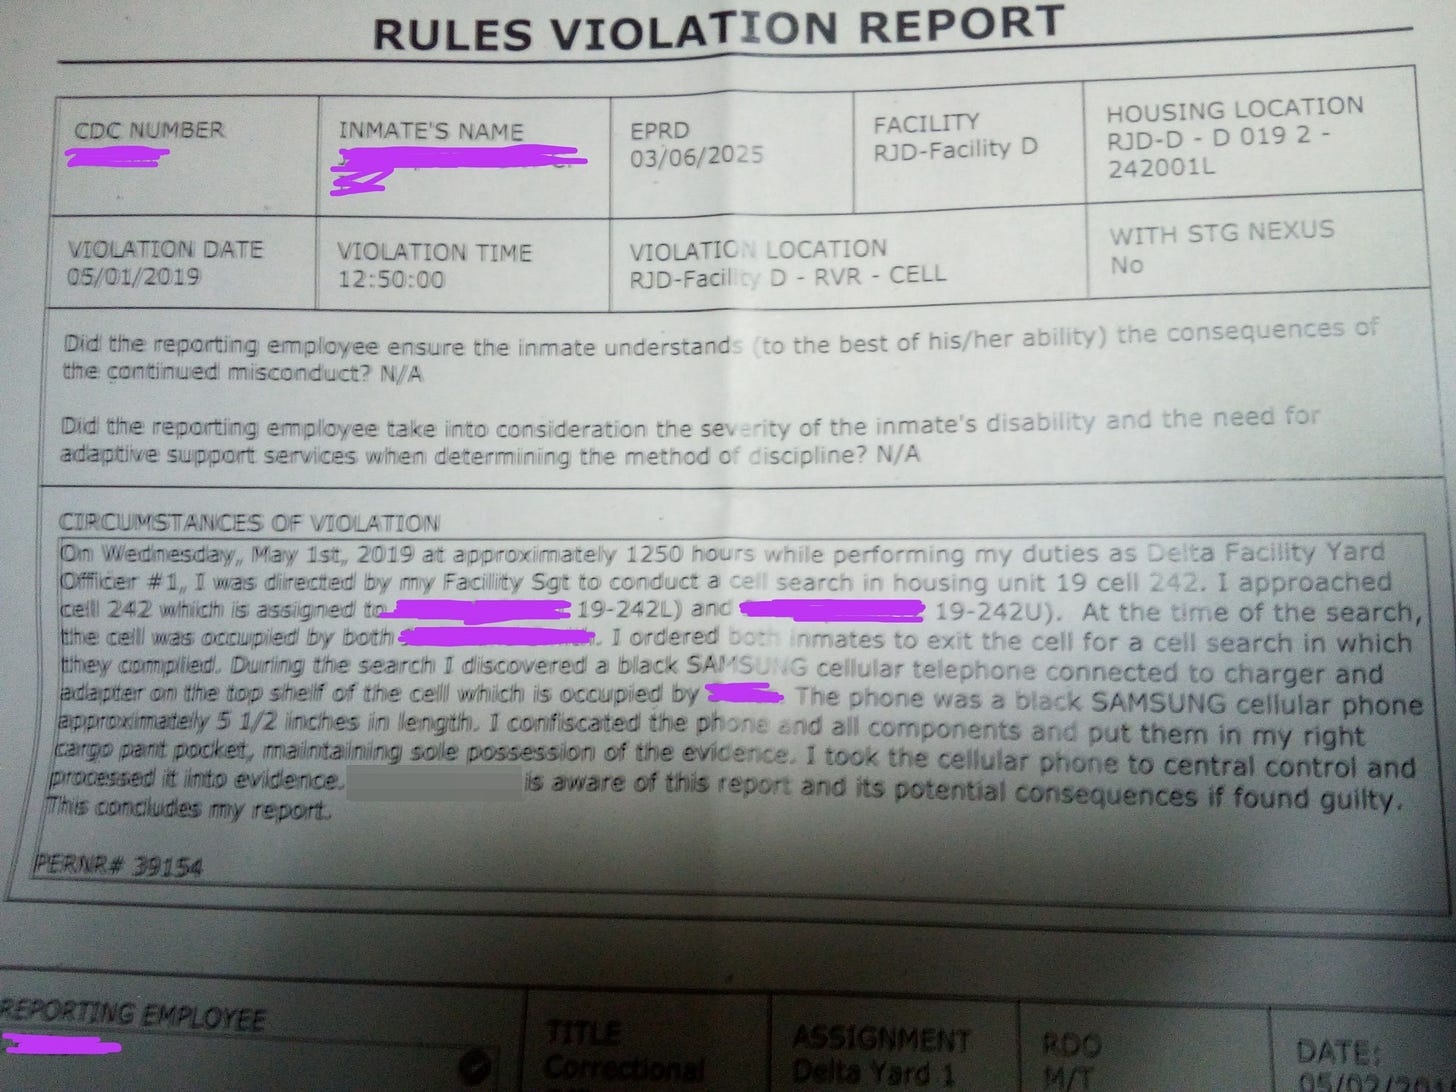 RULES VIOLATION REPORT
CDC NUMBER
INMATE'S NAME
EPRD
03/06/2025
FACILITY
RJD-Facility D
HOUSING LOCATION
RJD-D - D 019 2 -
242001L
VIOLATION DATE
05/01/2019
VIOLATION TIME
12:50:00
VIOLATION LOCATION
RJD-Facility D - RVR - CELL
WITH STG NEXUS
No
Did the reporting employee ensure the inmate understands (to the best of his/her ability) the consequences of
the continued misconduct? N/A
Did the reporting employee take into consideration the severity of the inmate's disability and the need for
adaptive support services when determining the method of discipline? N/A
CIRCUMSTANCES OF VIOLATION
On Wednesday, May 1st, 2019 at approximately 1250 hours while performing my duties as Delta Facility Yard
Officer #1, I was directed by my Facility Sgt to conduct a cell search in housing unit 19 cell 242. I approached
cell 242 which is assigned to 19-242L) and 19-242U). At the time of the search,
the cell was occupied by both . I ordered both inmates to exit the cell for a cell search in which
they complied. During the search I discovered a black SAMSUNG cellular telephone connected to charger and
adapter on the top shelf of the cell which is occupied by The phone was a black SAMSUNG cellular phone
approximately 5 1/2 inches in length. I confiscated the phone and all components and put them in my right
cargo pant pocket, maintaining sole possession of the evidence. I took the cellular phone to central control and
processed it into evidence. is aware of this report and its potential consequences if found guilty.
This concludes my report.
PERNR# 39154
REPORTING EMPLOYEE
TITLE
Correctional
ASSIGNMENT
Delta Yard 1
RDO
M/T
DATE: